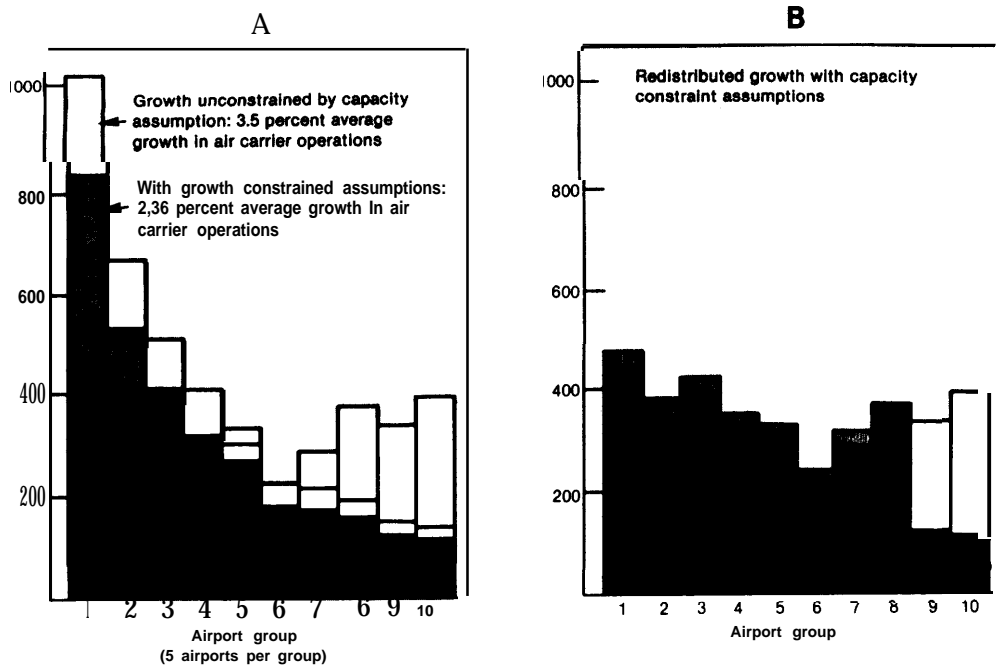 A
1000
800
600
400
200
Growth unconstrained by capacity
assumption: 3.5 percent average
growth in air carrier operations
With growth constrained assumptions:
2,36 percent average growth In air
carrier operations
1 2 3 4 5 6 7 6 9 10
Airport group
(5 airports per group)
B
1000
800
600
400
200
Redistributed growth with capacity
constraint assumptions
1 2 3 4 5 6 7 8 9 10
Airport group